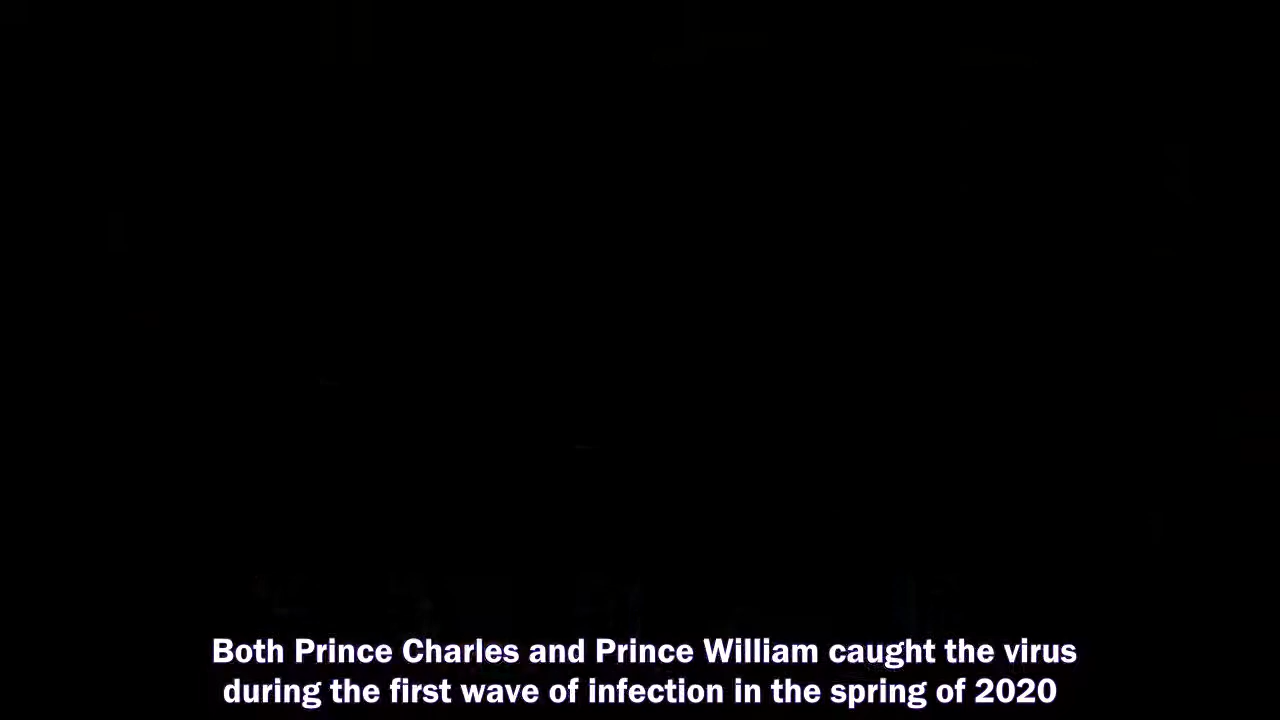 Both Prince Charles and Prince William caught the virus
during the first wave of infection in the spring of 2020